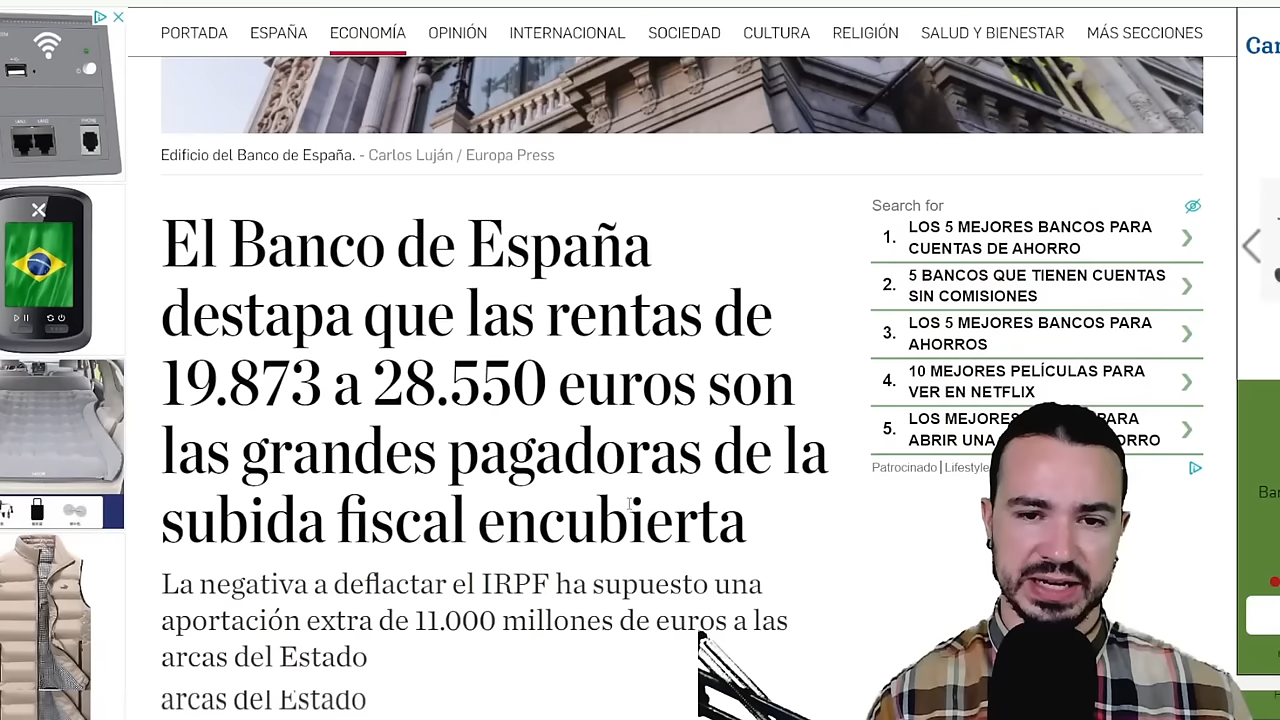 PORTADA ESPAÑA ECONOMÍA OPINIÓN INTERNACIONAL SOCIEDAD CULTURA RELIGIÓN SALUD Y BIENESTAR MÁS SECCIONES
Edificio del Banco de España. - Carlos Luján / Europa Press
El Banco de España
destapa que las rentas de
19.873 a 28.550 euros son
las grandes pagadoras de la
subida fiscal encubierta
La negativa a deflactar el IRPF ha supuesto una
aportación extra de 11.000 millones de euros a las
arcas del Estado
arcas del Estado
Search for
1. LOS 5 MEJORES BANCOS PARA
CUENTAS DE AHORRO
2. 5 BANCOS QUE TIENEN CUENTAS
SIN COMISIONES
3. LOS 5 MEJORES BANCOS PARA
AHORROS
4. 10 MEJORES PELÍCULAS PARA
VER EN NETFLIX
5. LOS MEJORES PARA
ABRIR UNA
Patrocinado | Lifestyle